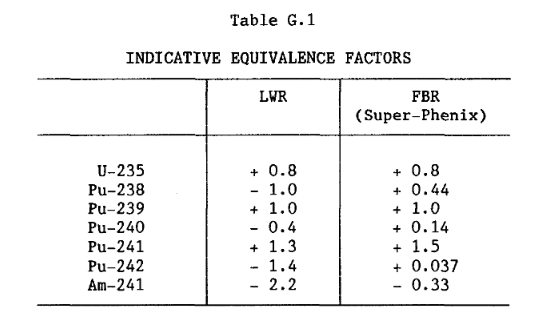 Table G.1
INDICATIVE EQUIVALENCE FACTORS
LWR FBR
(Super-Phenix)
U-235 + 0.8 + 0.8
Pu-238 - 1.0 + 0.44
Pu-239 + 1.0 + 1.0
Pu-240 - 0.4 + 0.14
Pu-241 + 1.3 + 1.5
Pu-242 - 1.4 + 0.037
Am-241 - 2.2 - 0.33